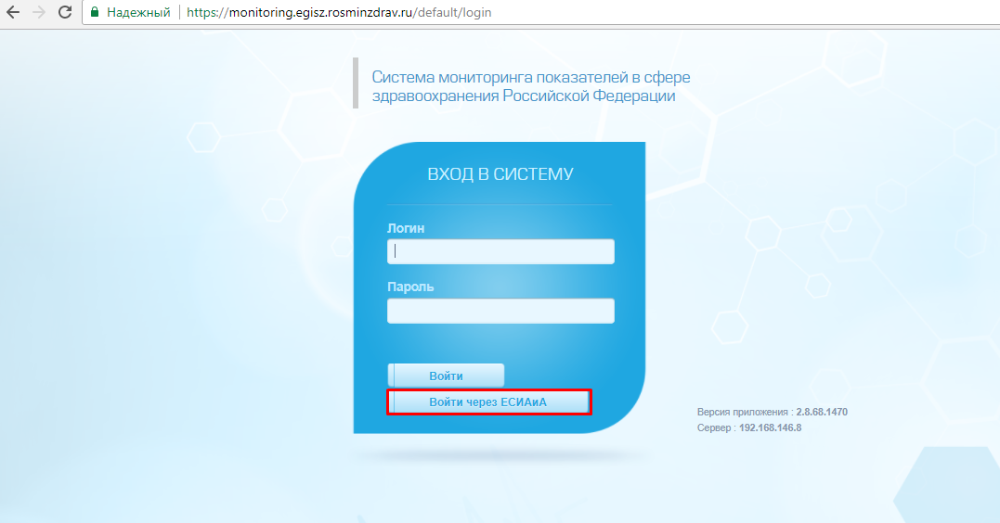 Надежный https://monitoring.egisz.rosminzdrav.ru/default/login
Система мониторинга показателей в сфере
здравоохранения Российской Федерации
ВХОД В СИСТЕМУ
Логин
Пароль
Войти
Войти через ЕСИАиА
Версия приложения : 2.8.68.1470
Сервер : 192.168.146.8